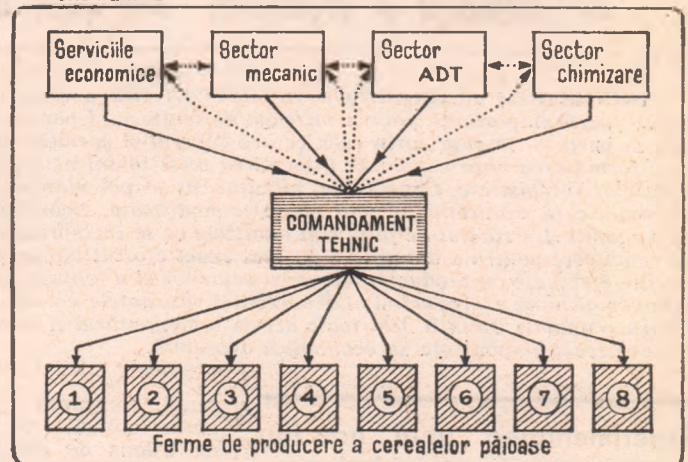 Serviciile
economice
Sector
mecanic
Sector
ADT
Sector
chimizare
COMANDAMENT
TEHNIC
1 2 3 4 5 6 7 8
Ferme de producere a cerealelor păioase